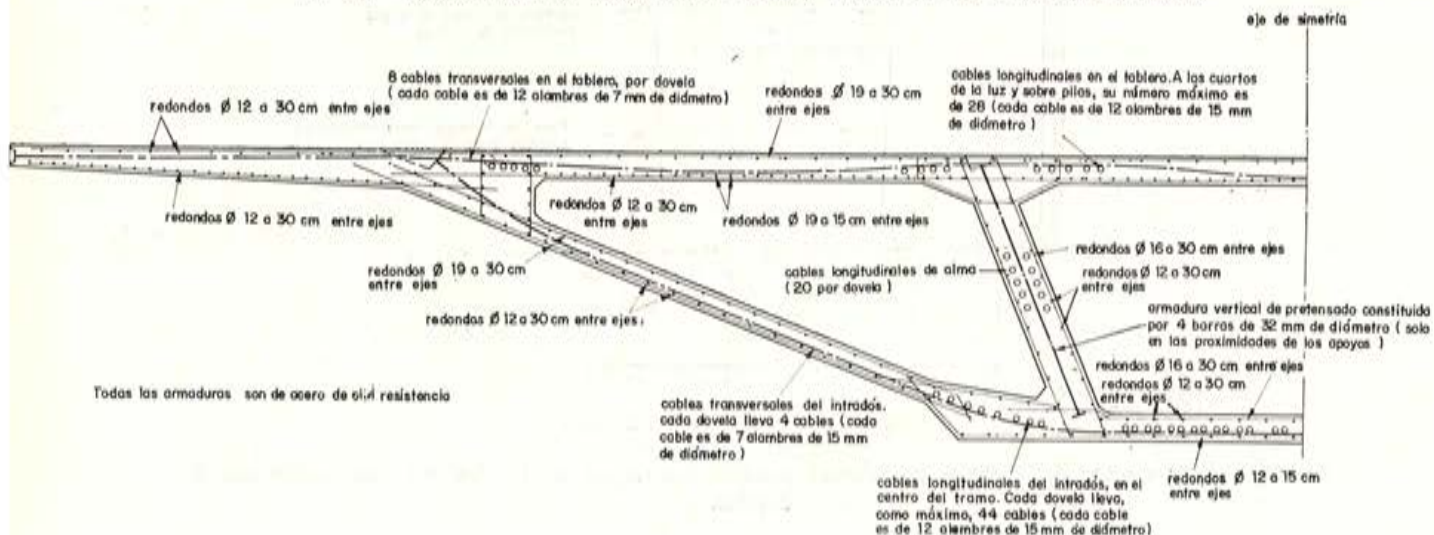 eje de simetría
8 cables transversales en el tablero, por dovela
( cada cable es de 12 alambres de 7 mm de diámetro )
redondos Ø 12 a 30 cm entre ejes
redondos Ø 19 a 30 cm
entre ejes
cables longitudinales en el tablero. A los cuartos
de la luz y sobre pilas, su número máximo es
de 28 (cada cable es de 12 alambres de 15 mm
de diámetro )
redondos Ø 12 a 30 cm entre ejes
redondos Ø 12 a 30 cm
entre ejes
redondos Ø 19 a 15 cm entre ejes
redondos Ø 19 a 30 cm
entre ejes
redondos Ø 12 a 30 cm entre ejes
cables longitudinales de alma
( 20 por dovela )
redondos Ø 16 a 30 cm entre ejes
redondos Ø 12 a 30 cm
entre ejes
armadura vertical de pretensado constituida
por 4 barras de 32 mm de diámetro ( solo
en las proximidades de los apoyos )
redondos Ø 16 a 30 cm entre ejes
redondos Ø 12 a 30 cm
entre ejes
Todas las armaduras son de acero de resistencia
cables transversales del intradós.
cada dovela lleva 4 cables ( cada
cable es de 7 alambres de 15 mm
de diámetro )
cables longitudinales del intradós, en el
centro del tramo. Cada dovela lleva,
como máximo, 44 cables ( cada cable
es de 12 alambres de 15 mm de diámetro)
redondos Ø 12 a 15 cm
entre ejes